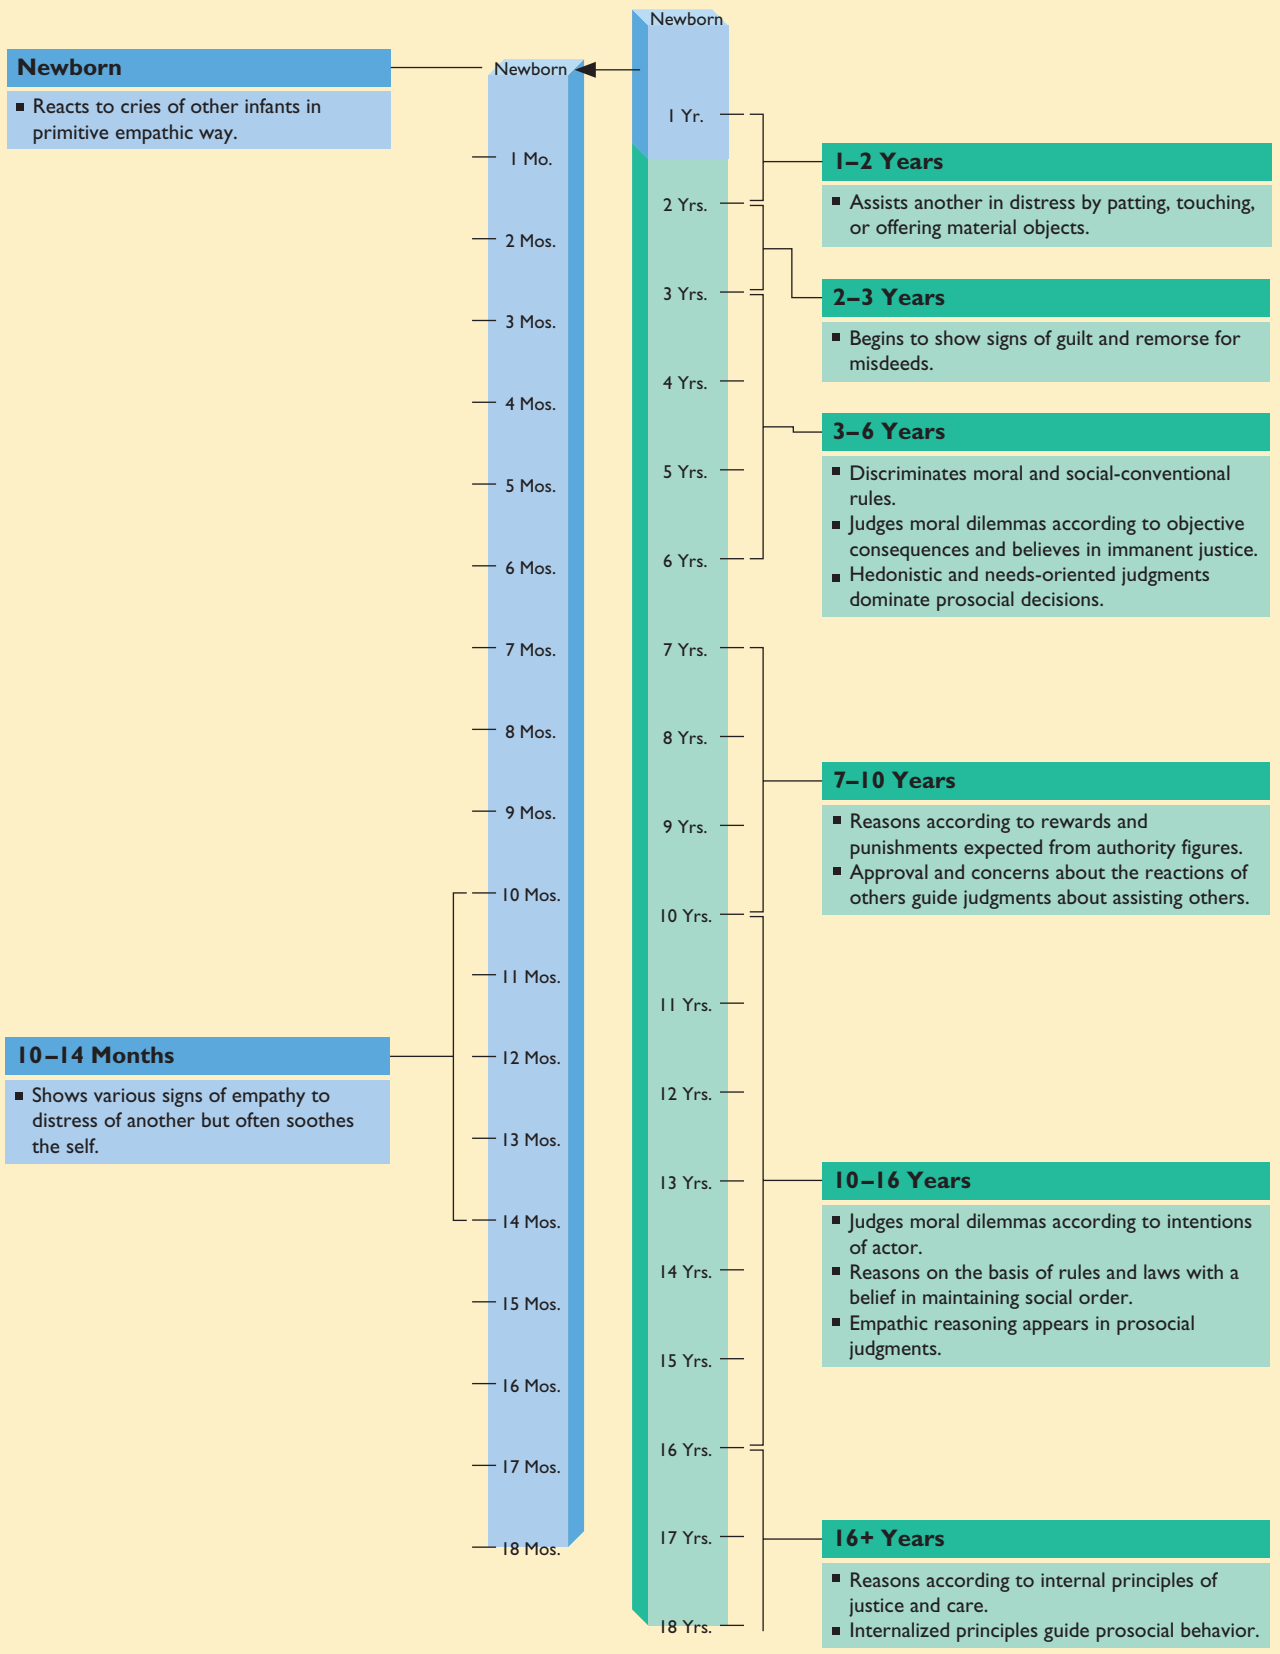 Newborn
Reacts to cries of other infants in
primitive empathic way.
10–14 Months
Shows various signs of empathy to
distress of another but often soothes
the self.
Newborn
1 Mo.
2 Mos.
3 Mos.
4 Mos.
5 Mos.
6 Mos.
7 Mos.
8 Mos.
9 Mos.
10 Mos.
11 Mos.
12 Mos.
13 Mos.
14 Mos.
15 Mos.
16 Mos.
17 Mos.
18 Mos.
Newborn
1 Yr.
2 Yrs.
3 Yrs.
4 Yrs.
5 Yrs.
6 Yrs.
7 Yrs.
8 Yrs.
9 Yrs.
10 Yrs.
11 Yrs.
12 Yrs.
13 Yrs.
14 Yrs.
15 Yrs.
16 Yrs.
17 Yrs.
18 Yrs.
1–2 Years
Assists another in distress by patting, touching,
or offering material objects.
2–3 Years
Begins to show signs of guilt and remorse for
misdeeds.
3–6 Years
Discriminates moral and social-conventional
rules.
Judges moral dilemmas according to objective
consequences and believes in immanent justice.
Hedonistic and needs-oriented judgments
dominate prosocial decisions.
7–10 Years
Reasons according to rewards and
punishments expected from authority figures.
Approval and concerns about the reactions of
others guide judgments about assisting others.
10–16 Years
Judges moral dilemmas according to intentions
of actor.
Reasons on the basis of rules and laws with a
belief in maintaining social order.
Empathic reasoning appears in prosocial
judgments.
16+ Years
Reasons according to internal principles of
justice and care.
Internalized principles guide prosocial behavior.